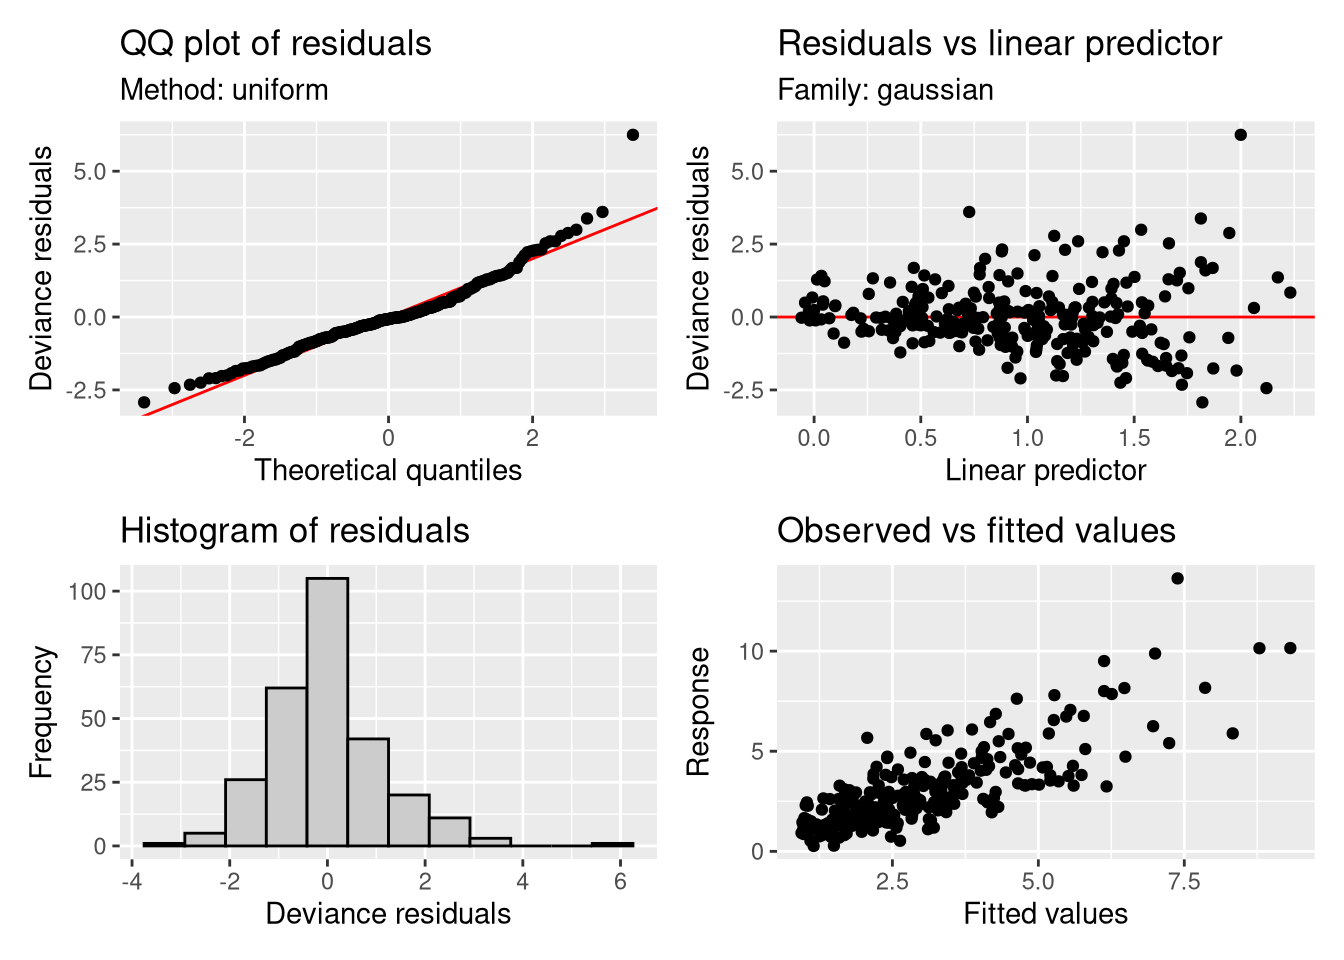 QQ plot of residuals
Method: uniform
Deviance residuals
5.0
2.5
0.0
-2.5
-2
0
2
Theoretical quantiles
Residuals vs linear predictor
Family: gaussian
Deviance residuals
5.0
2.5
0.0
-2.5
0.0
0.5
1.0
1.5
2.0
Linear predictor
Histogram of residuals
Frequency
100
75
50
25
0
-4
-2
0
2
4
6
Deviance residuals
Observed vs fitted values
Response
10
5
0
2.5
5.0
7.5
Fitted values